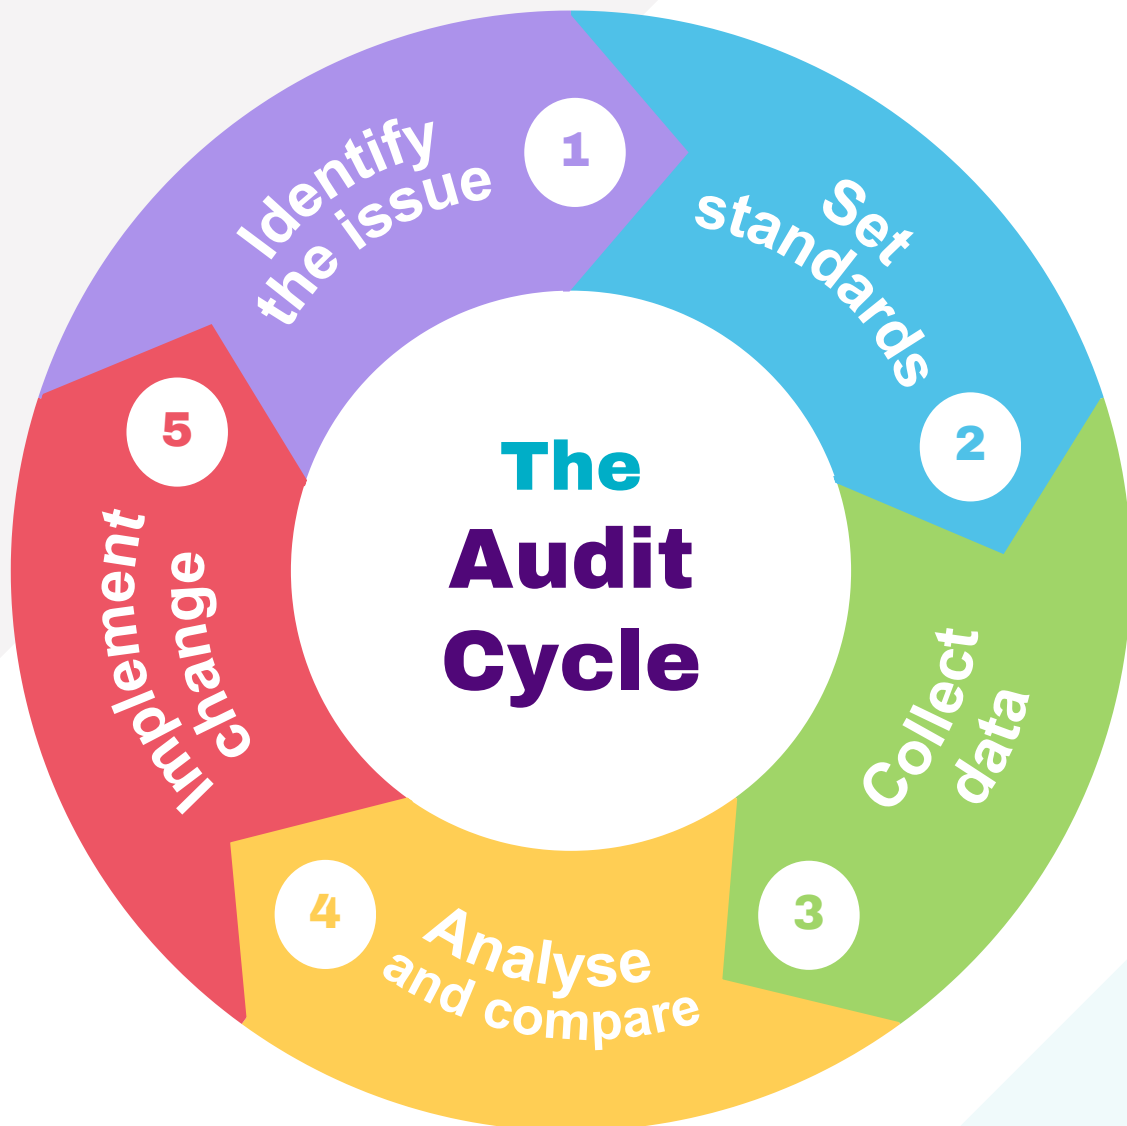 The
Audit
Cycle
1
Identify
the issue
2
Set
standards
3
Collect
data
4
Analyse
and compare
5
Implement
change